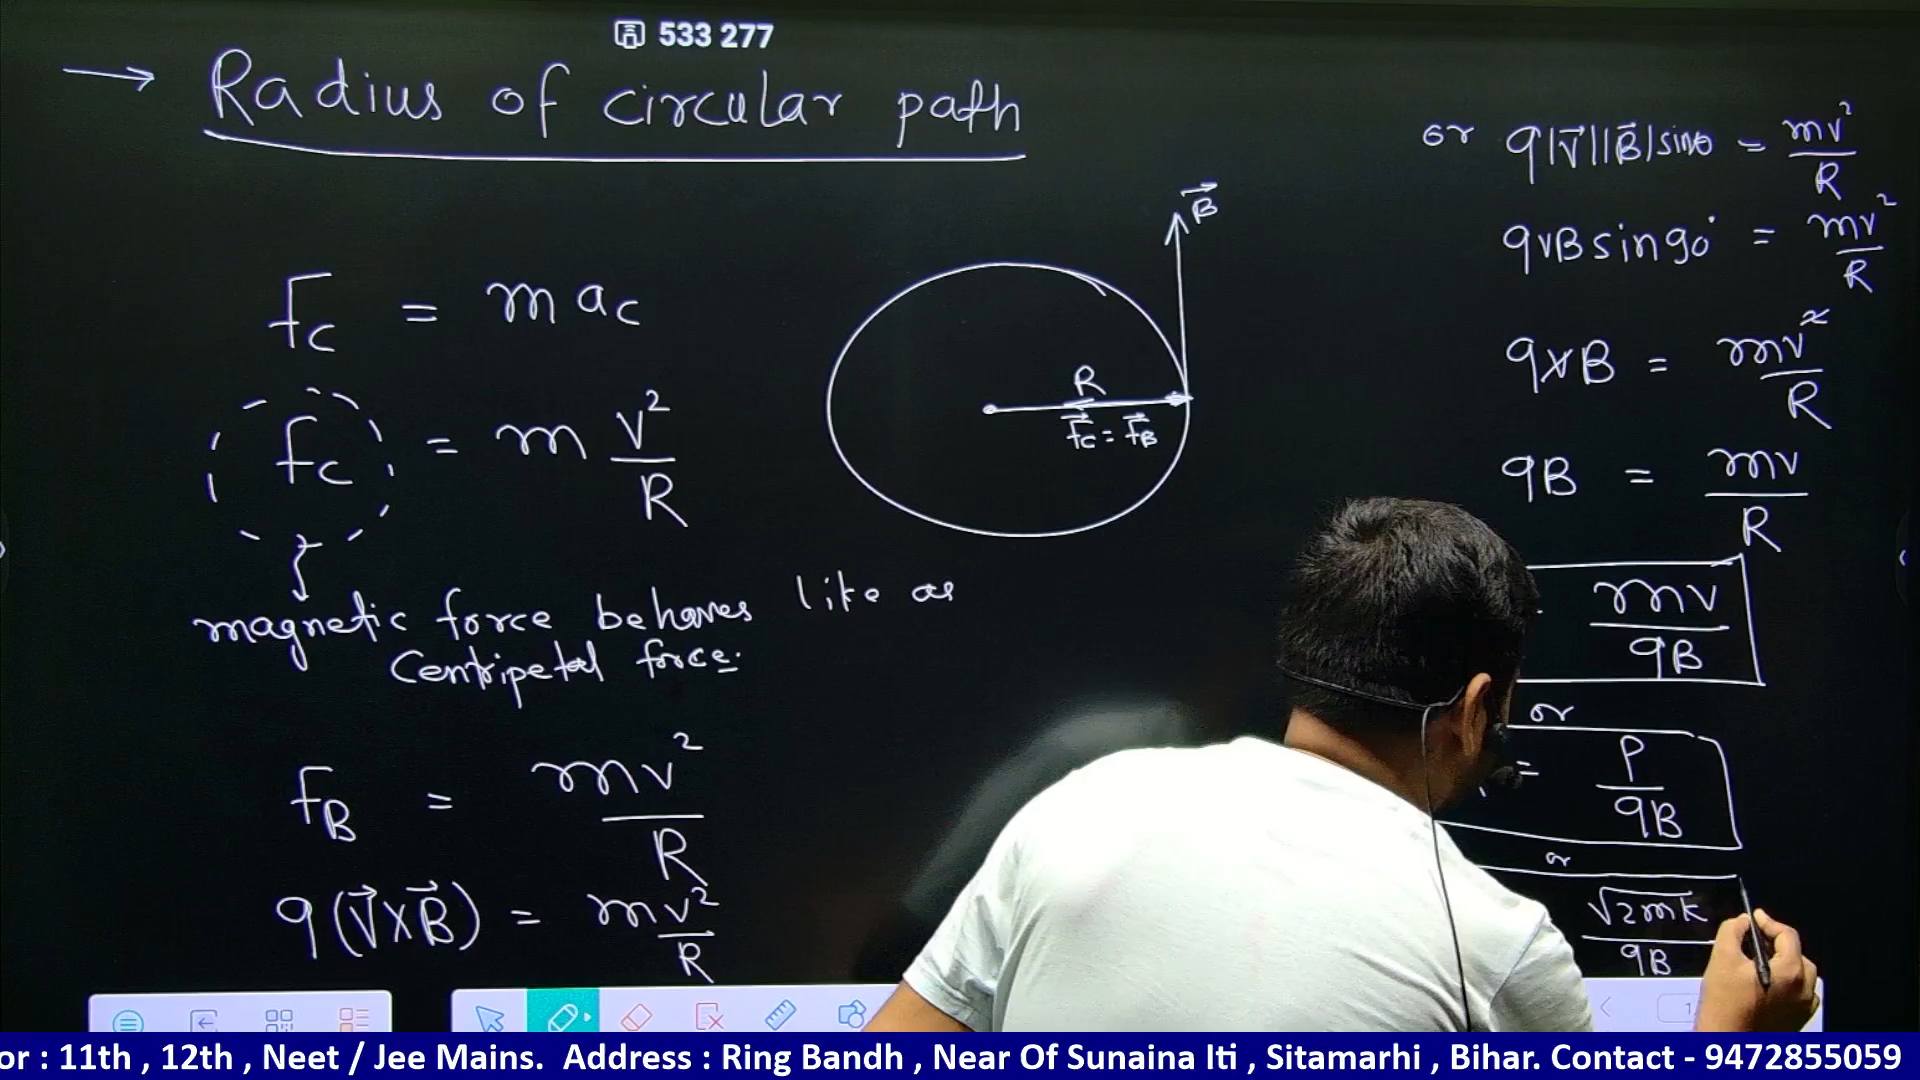 533 277
→ Radius of circular path
fc = mac
fc = m v²/R
magnetic force behaves like as
Centripetal force.
fB = mv²/R
q(V⃗×B⃗) = mv²/R
B⃗
R
f⃗c = f⃗B
or q|V⃗||B⃗|sinθ = mv²/R
qvBsin90° = mv²/R
qvB = mv²/R
qB = mv/R
mv/qB
or
= P/qB
or
√2mk/qB
or : 11th , 12th , Neet / Jee Mains. Address : Ring Bandh , Near Of Sunaina Iti , Sitamarhi , Bihar. Contact - 9472855059